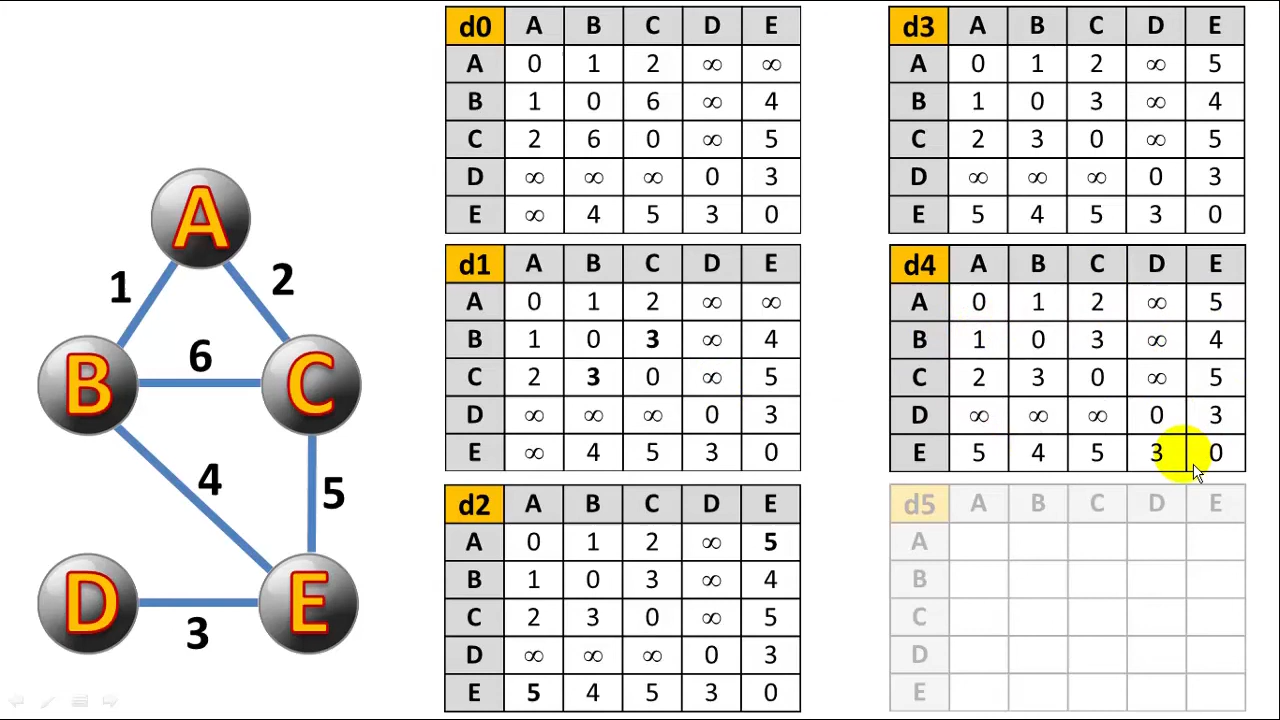 A
1
2
B
6
C
4
5
D
3
E
d0 A B C D E
A 0 1 2 ∞ ∞
B 1 0 6 ∞ 4
C 2 6 0 ∞ 5
D ∞ ∞ ∞ 0 3
E ∞ 4 5 3 0
d1 A B C D E
A 0 1 2 ∞ ∞
B 1 0 3 ∞ 4
C 2 3 0 ∞ 5
D ∞ ∞ ∞ 0 3
E ∞ 4 5 3 0
d2 A B C D E
A 0 1 2 ∞ 5
B 1 0 3 ∞ 4
C 2 3 0 ∞ 5
D ∞ ∞ ∞ 0 3
E 5 4 5 3 0
d3 A B C D E
A 0 1 2 ∞ 5
B 1 0 3 ∞ 4
C 2 3 0 ∞ 5
D ∞ ∞ ∞ 0 3
E 5 4 5 3 0
d4 A B C D E
A 0 1 2 ∞ 5
B 1 0 3 ∞ 4
C 2 3 0 ∞ 5
D ∞ ∞ ∞ 0 3
E 5 4 5 3 0
d5 A B C D E
A
B
C
D
E